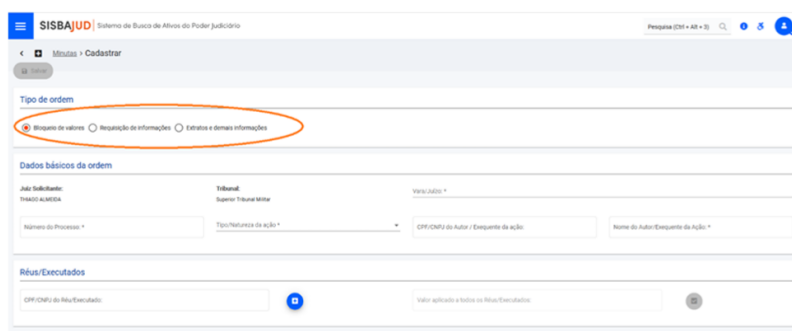 SISBAJUD Sistema de Busca de Ativos do Poder Judiciário Pesquisa (Ctrl + Alt + 3)
Minutas > Cadastrar
Salvar
Tipo de ordem
Bloqueio de valores Requisição de informações Extratos e demais informações
Dados básicos da ordem
Juiz Solicitante: Tribunal: Vara/Juízo: *
THIAGO ALMEIDA Superior Tribunal Militar
Número do Processo: * Tipo/Natureza da ação * CPF/CNPJ do Autor / Exequente da ação: Nome do Autor/Exequente da Ação: *
Réus/Executados
CPF/CNPJ do Réu/Executado: Valor aplicado a todos os Réus/Executados: